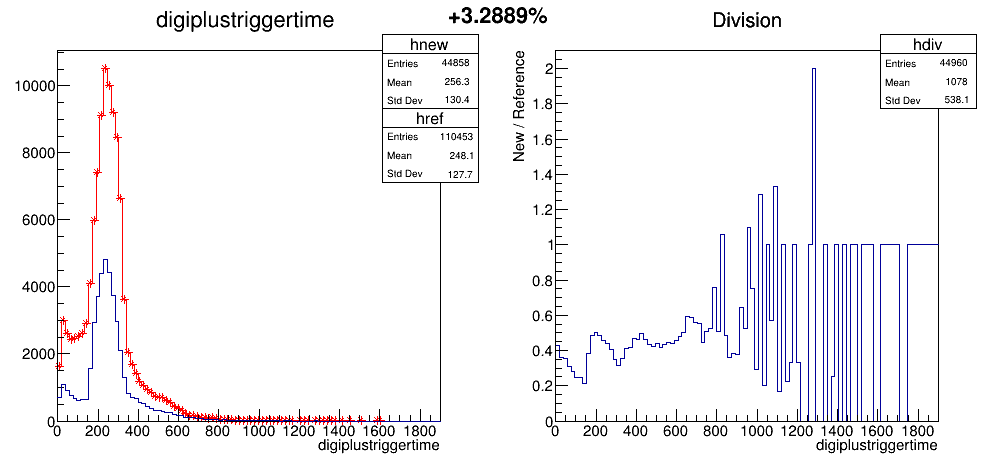 +3.2889%
digiplustriggertime
hnew
Entries 44858
Mean 256.3
Std Dev 130.4
href
Entries 110453
Mean 248.1
Std Dev 127.7
10000
8000
6000
4000
2000
0
0 200 400 600 800 1000 1200 1400 1600 1800
digiplustriggertime
Division
hdiv
Entries 44960
Mean 1078
Std Dev 538.1
New / Reference
2
1.8
1.6
1.4
1.2
1
0.8
0.6
0.4
0.2
0
0 200 400 600 800 1000 1200 1400 1600 1800
digiplustriggertime